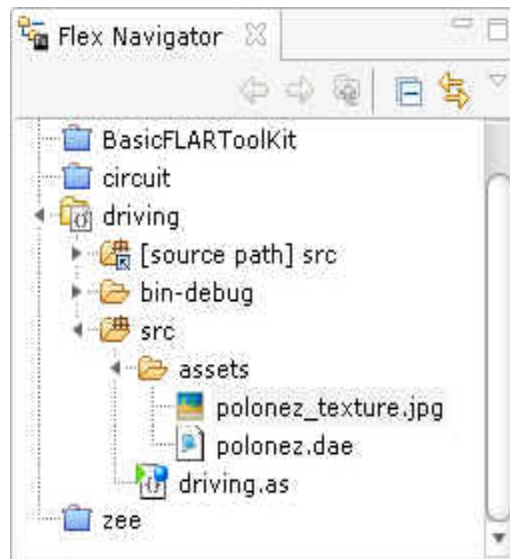 Flex Navigator
BasicFLARToolKit
circuit
driving
[source path] src
bin-debug
src
assets
polonez_texture.jpg
polonez.dae
driving.as
zee